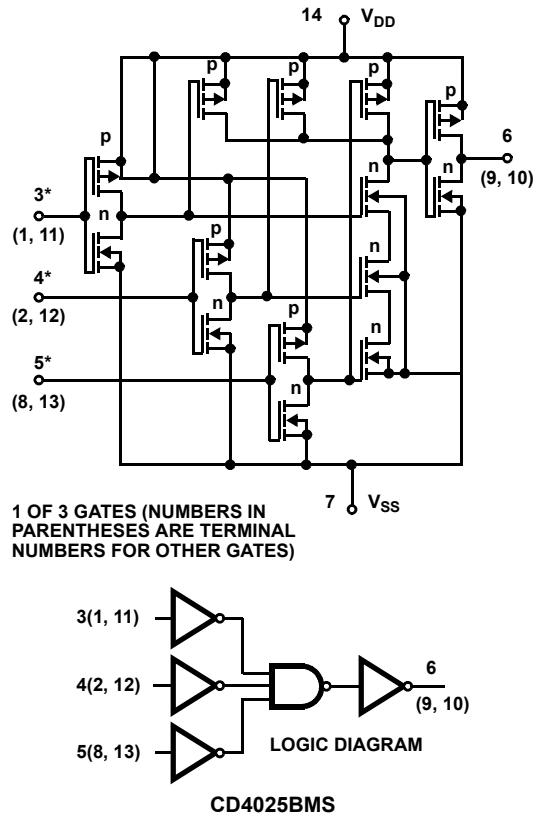 14
VDD
p
p
p
p
p
6
n
n
3*
n
(9, 10)
(1, 11)
p
4*
n
(2, 12)
n
p
n
5*
n
(8, 13)
7
VSS
1 OF 3 GATES (NUMBERS IN
PARENTHESES ARE TERMINAL
NUMBERS FOR OTHER GATES)
3(1, 11)
4(2, 12)
6
(9, 10)
5(8, 13)
LOGIC DIAGRAM
CD4025BMS